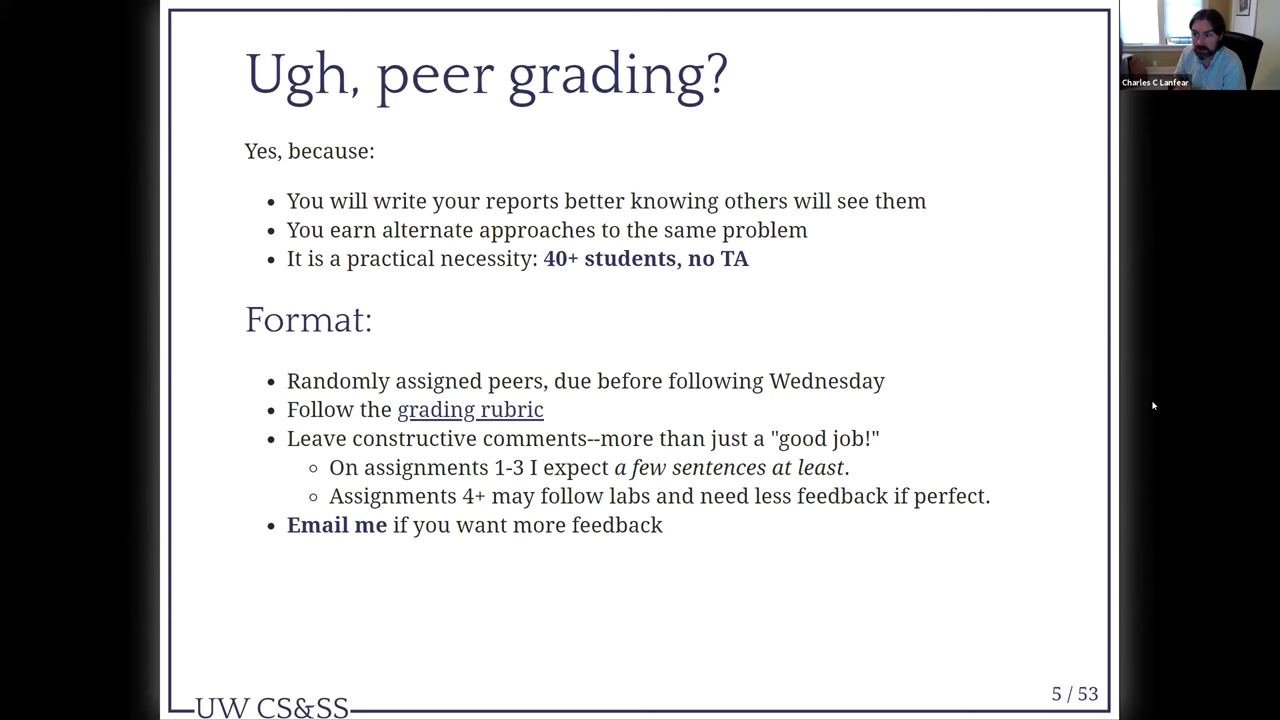 Ugh, peer grading?
Charles C Lanfear
Yes, because:
You will write your reports better knowing others will see them
You earn alternate approaches to the same problem
It is a practical necessity: 40+ students, no TA
Format:
Randomly assigned peers, due before following Wednesday
Follow the grading rubric
Leave constructive comments--more than just a "good job!"
On assignments 1-3 I expect a few sentences at least.
Assignments 4+ may follow labs and need less feedback if perfect.
Email me if you want more feedback
5 / 53
UW CS&SS